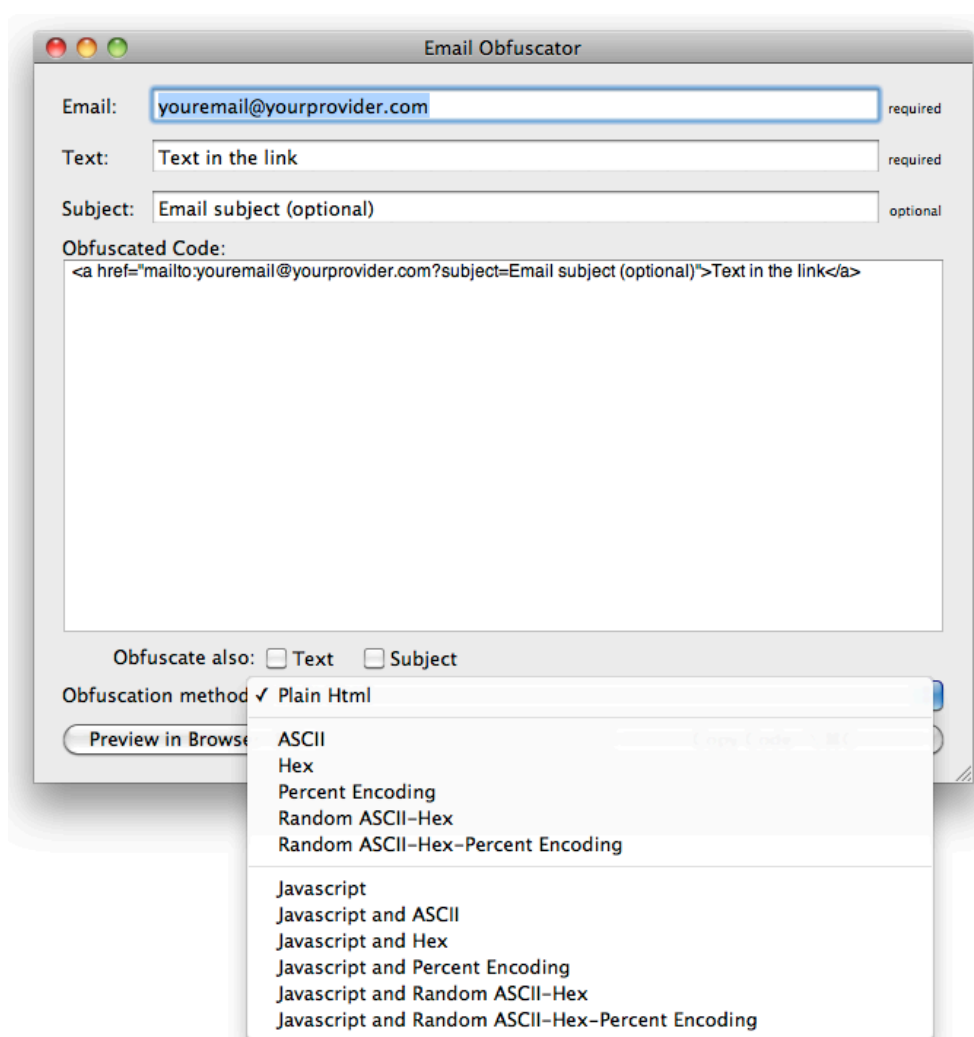 Email Obfuscator
Email: youremail@yourprovider.com required
Text: Text in the link required
Subject: Email subject (optional) optional
Obfuscated Code:
<a href="mailto:youremail@yourprovider.com?subject=Email subject (optional)">Text in the link</a>
Obfuscate also: Text Subject
Obfuscation method ✓ Plain Html
Preview in Browse
ASCII
Hex
Percent Encoding
Random ASCII-Hex
Random ASCII-Hex-Percent Encoding
Javascript
Javascript and ASCII
Javascript and Hex
Javascript and Percent Encoding
Javascript and Random ASCII-Hex
Javascript and Random ASCII-Hex-Percent Encoding